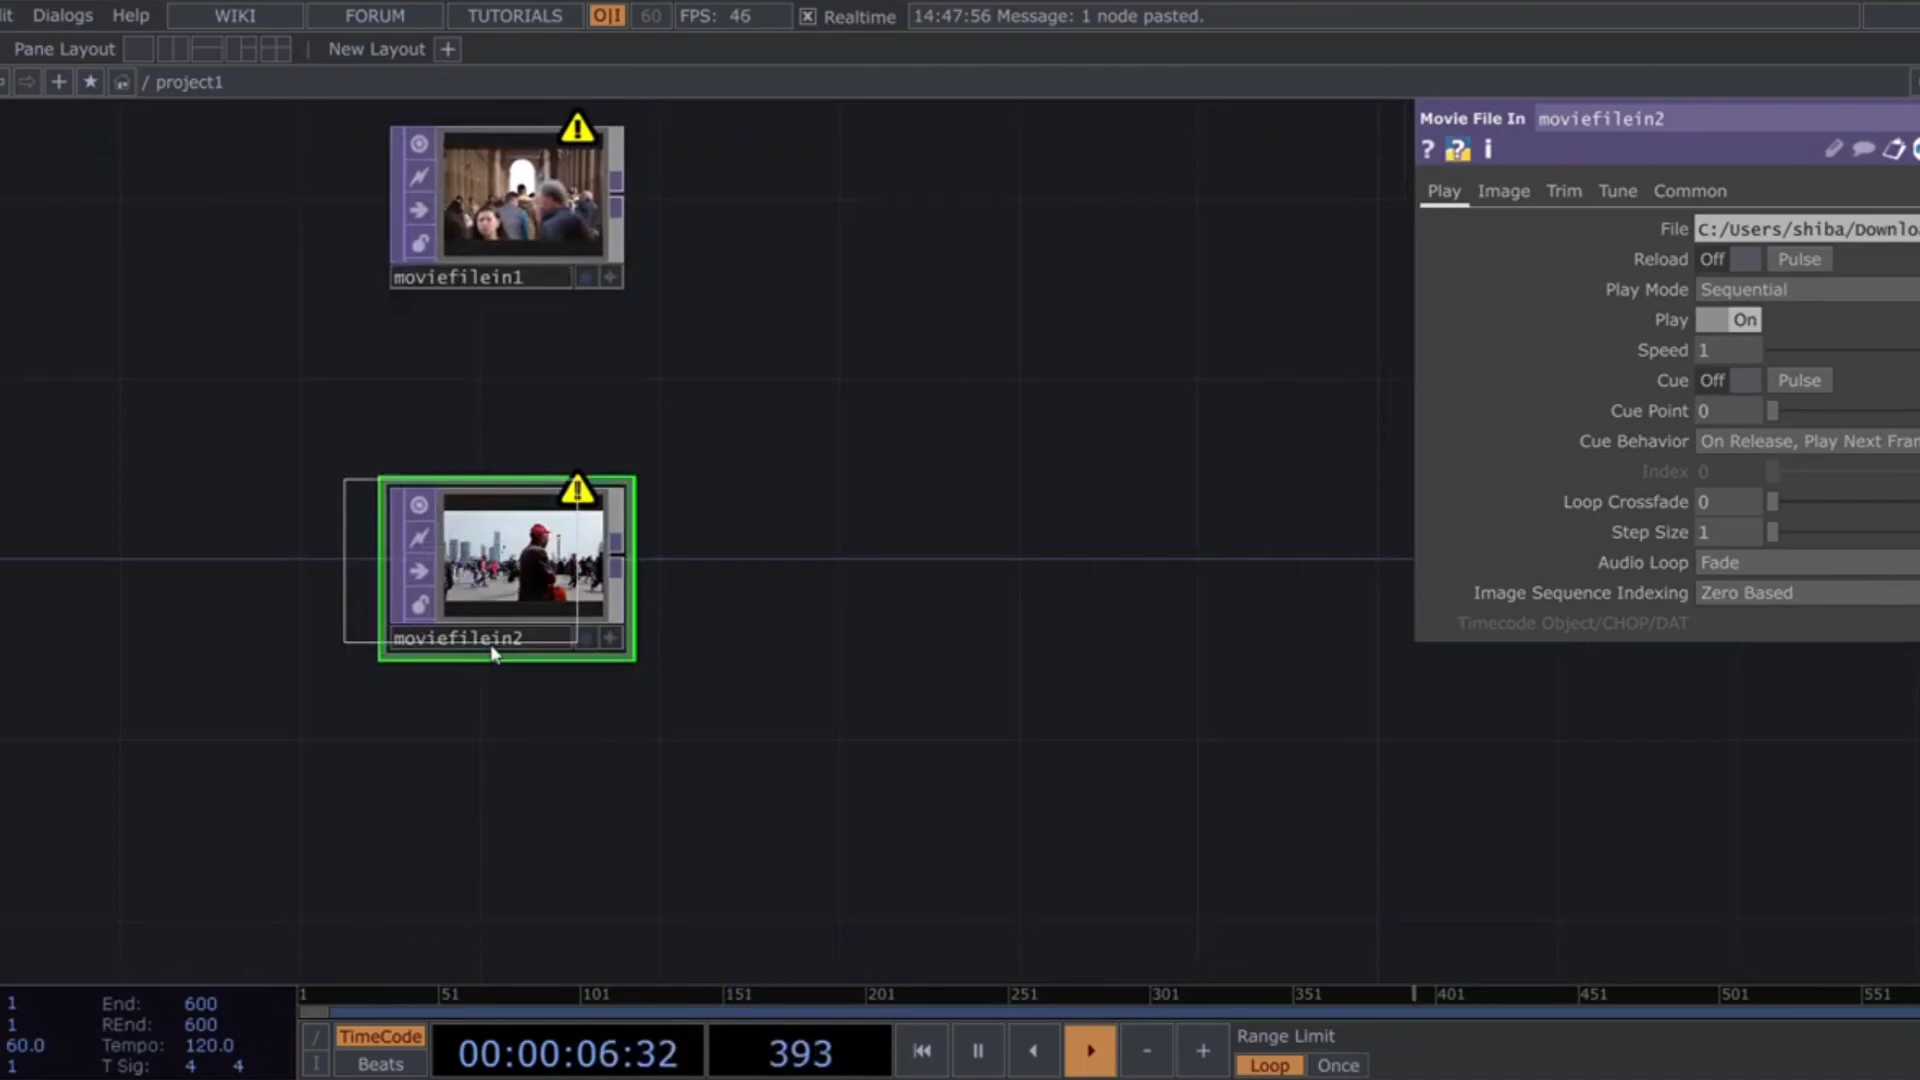 Dialogs Help WIKI FORUM TUTORIALS O|I 60 FPS: 46 Realtime 14:47:56 Message: 1 node pasted.
Pane Layout | New Layout +
+ / project1
moviefilein1
moviefilein2
Movie File In moviefilein2
? ? i
Play Image Trim Tune Common
File C:/Users/shiba/Downlo
Reload Off Pulse
Play Mode Sequential
Play On
Speed 1
Cue Off Pulse
Cue Point 0
Cue Behavior On Release, Play Next Fra
Index 0
Loop Crossfade 0
Step Size 1
Audio Loop Fade
Image Sequence Indexing Zero Based
Timecode Object/CHOP/DAT
1 51 101 151 201 251 301 351 401 451 501 551
1 End: 600
1 REnd: 600
60.0 Tempo: 120.0
1 T Sig: 4 4
/ TimeCode
I Beats
00:00:06:32 393
- +
Range Limit
Loop Once